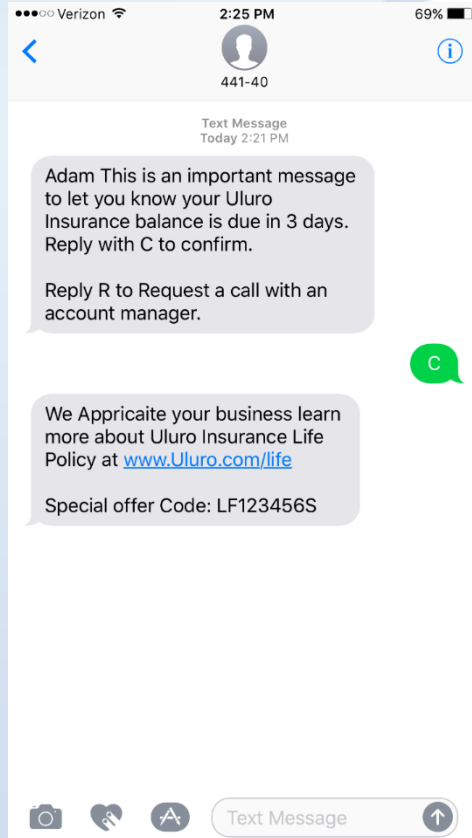 Verizon 2:25 PM 69%
441-40
Text Message
Today 2:21 PM
Adam This is an important message
to let you know your Uluro
Insurance balance is due in 3 days.
Reply with C to confirm.
Reply R to Request a call with an
account manager.
C
We Appricaite your business learn
more about Uluro Insurance Life
Policy at www.Uluro.com/life
Special offer Code: LF123456S
Text Message